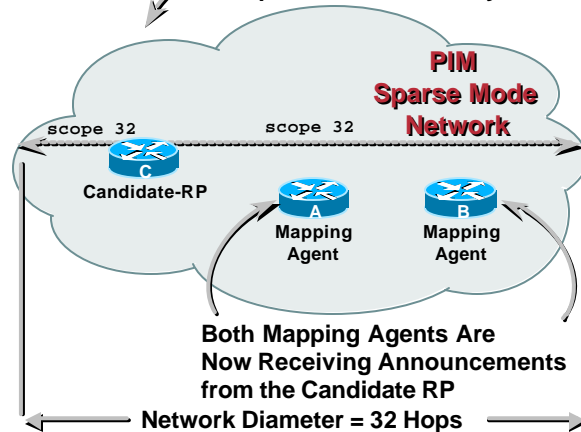 PIM
Sparse Mode
Network
scope 32
scope 32
C
Candidate-RP
A
B
Mapping
Agent
Mapping
Agent
Both Mapping Agents Are
Now Receiving Announcements
from the Candidate RP
Network Diameter = 32 Hops